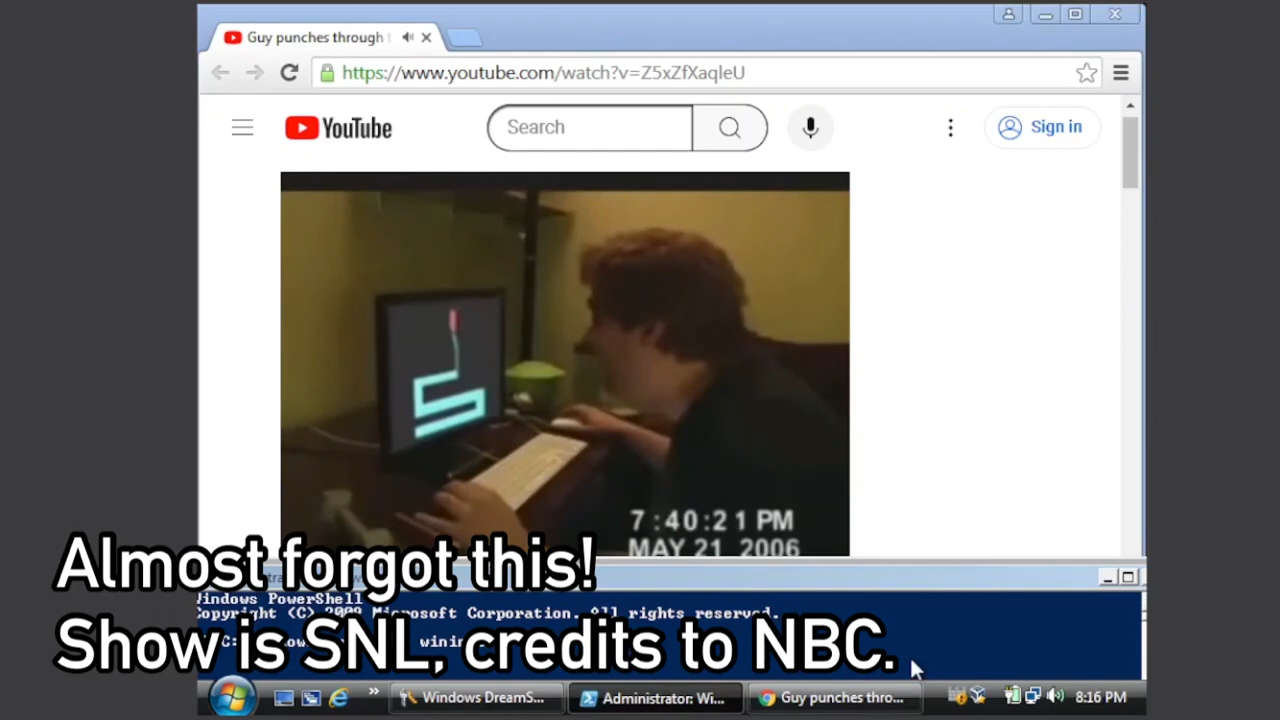 Guy punches through
https://www.youtube.com/watch?v=Z5xZfXaqleU
YouTube
Search
Sign in
7:40:21 PM
MAY 21 2006
Almost forgot this!
Windows PowerShell
Copyright (C) 2009 Microsoft Corporation. All rights reserved.
Show is SNL, credits to NBC.
Windows DreamS...
Administrator: Wi...
Guy punches thro...
8:16 PM